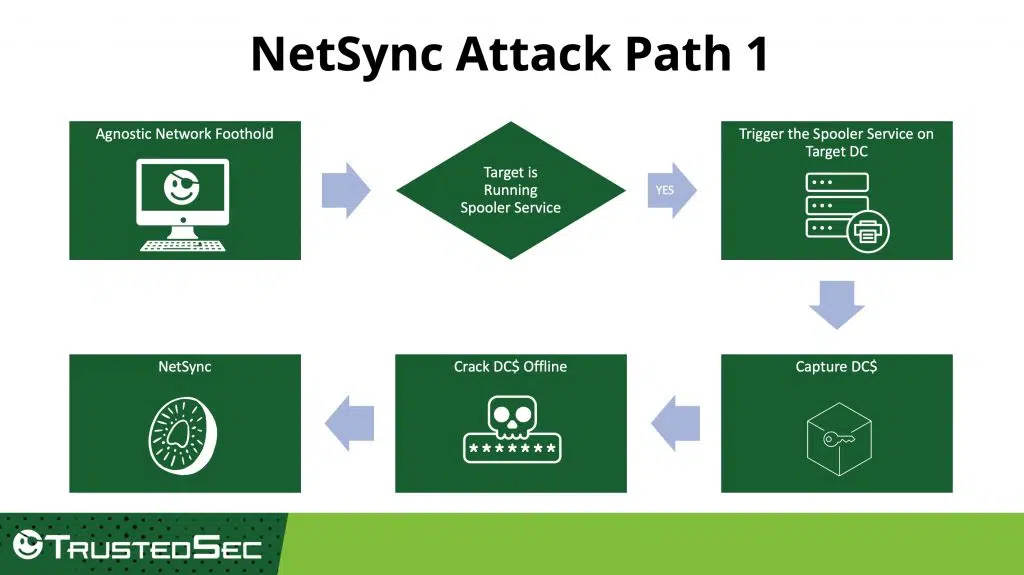 NetSync Attack Path 1
Agnostic Network Foothold
Target is
Running
Spooler Service
YES
Trigger the Spooler Service on
Target DC
Capture DC$
Crack DC$ Offline
*******
NetSync
TRUSTEDSEC